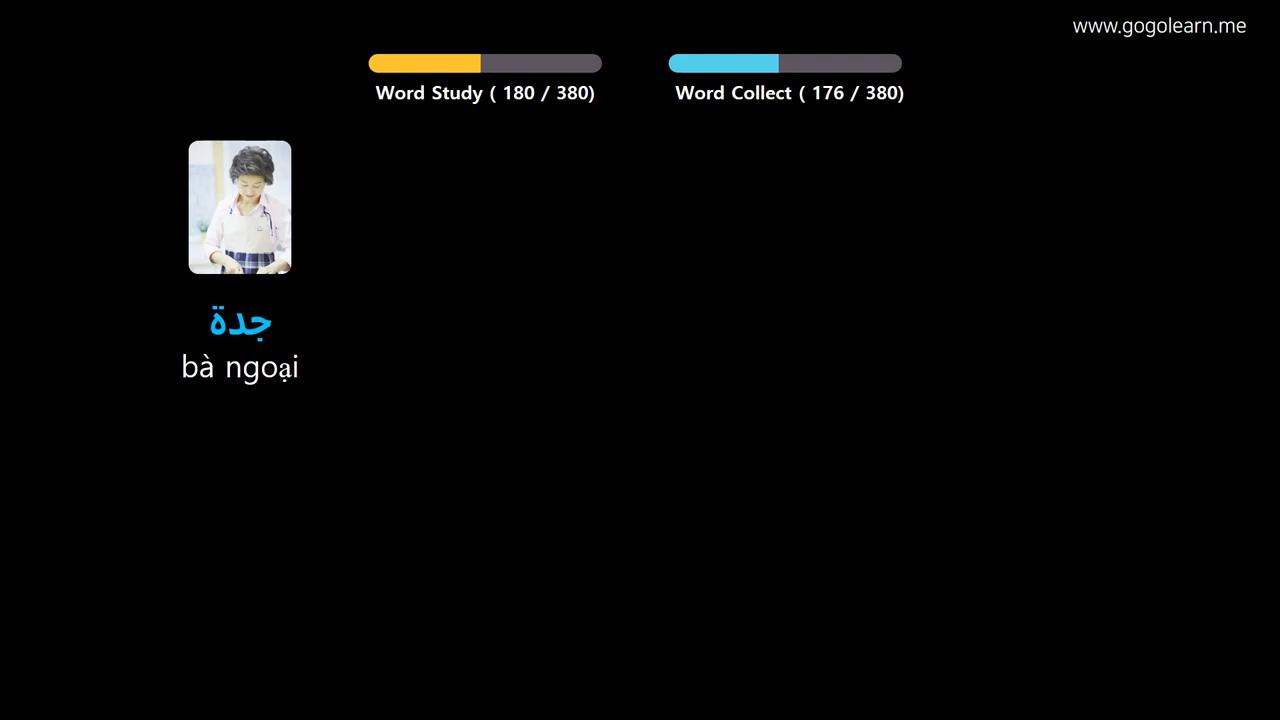 www.gogolearn.me
Word Study ( 180 / 380)
Word Collect ( 176 / 380)
جدة
bà ngoại